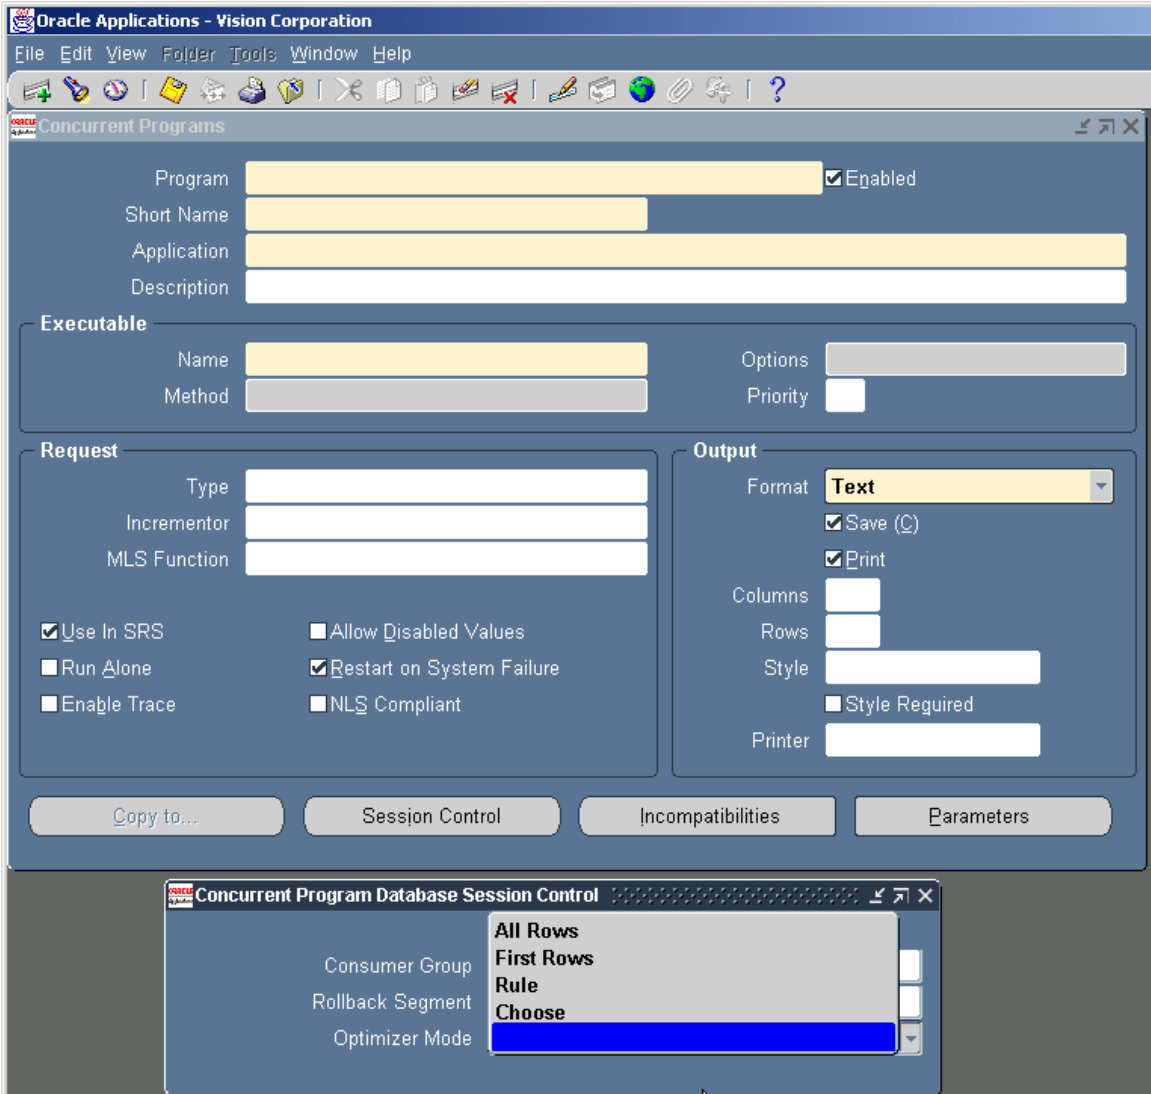 Oracle Applications - Vision Corporation
File Edit View Folder Tools Window Help
Concurrent Programs
Program
Enabled
Short Name
Application
Description
Executable
Name
Options
Method
Priority
Request
Output
Type
Format Text
Incrementor
Save (C)
MLS Function
Print
Columns
Use In SRS
Allow Disabled Values
Rows
Run Alone
Restart on System Failure
Style
Enable Trace
NLS Compliant
Style Required
Printer
Copy to...
Session Control
Incompatibilities
Parameters
ORACLE
Concurrent Program Database Session Control
All Rows
Consumer Group
First Rows
Rule
Rollback Segment
Choose
Optimizer Mode